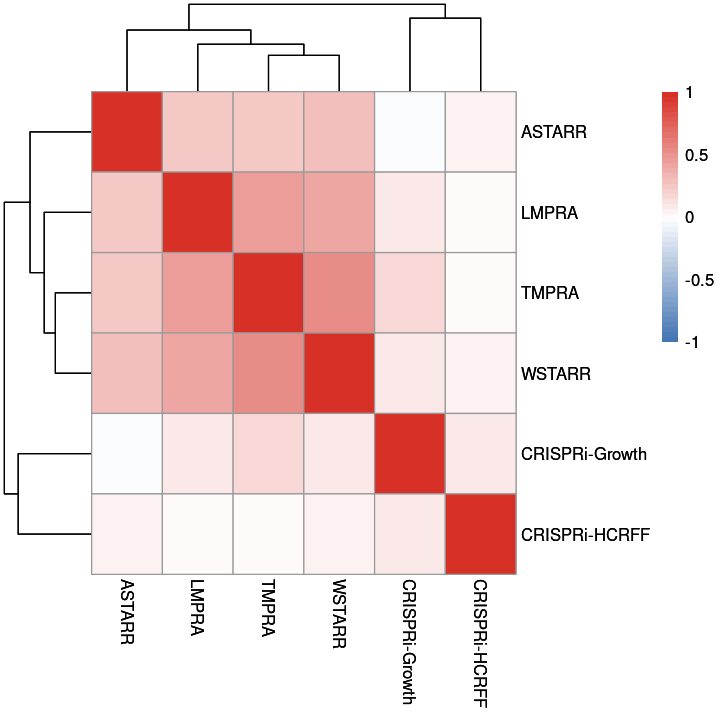 1
0.5
0
-0.5
-1
ASTARR
LMPRA
TMPRA
WSTARR
CRISPRi-Growth
CRISPRi-HCRFF
ASTARR
LMPRA
TMPRA
WSTARR
CRISPRi-Growth
CRISPRi-HCRFF